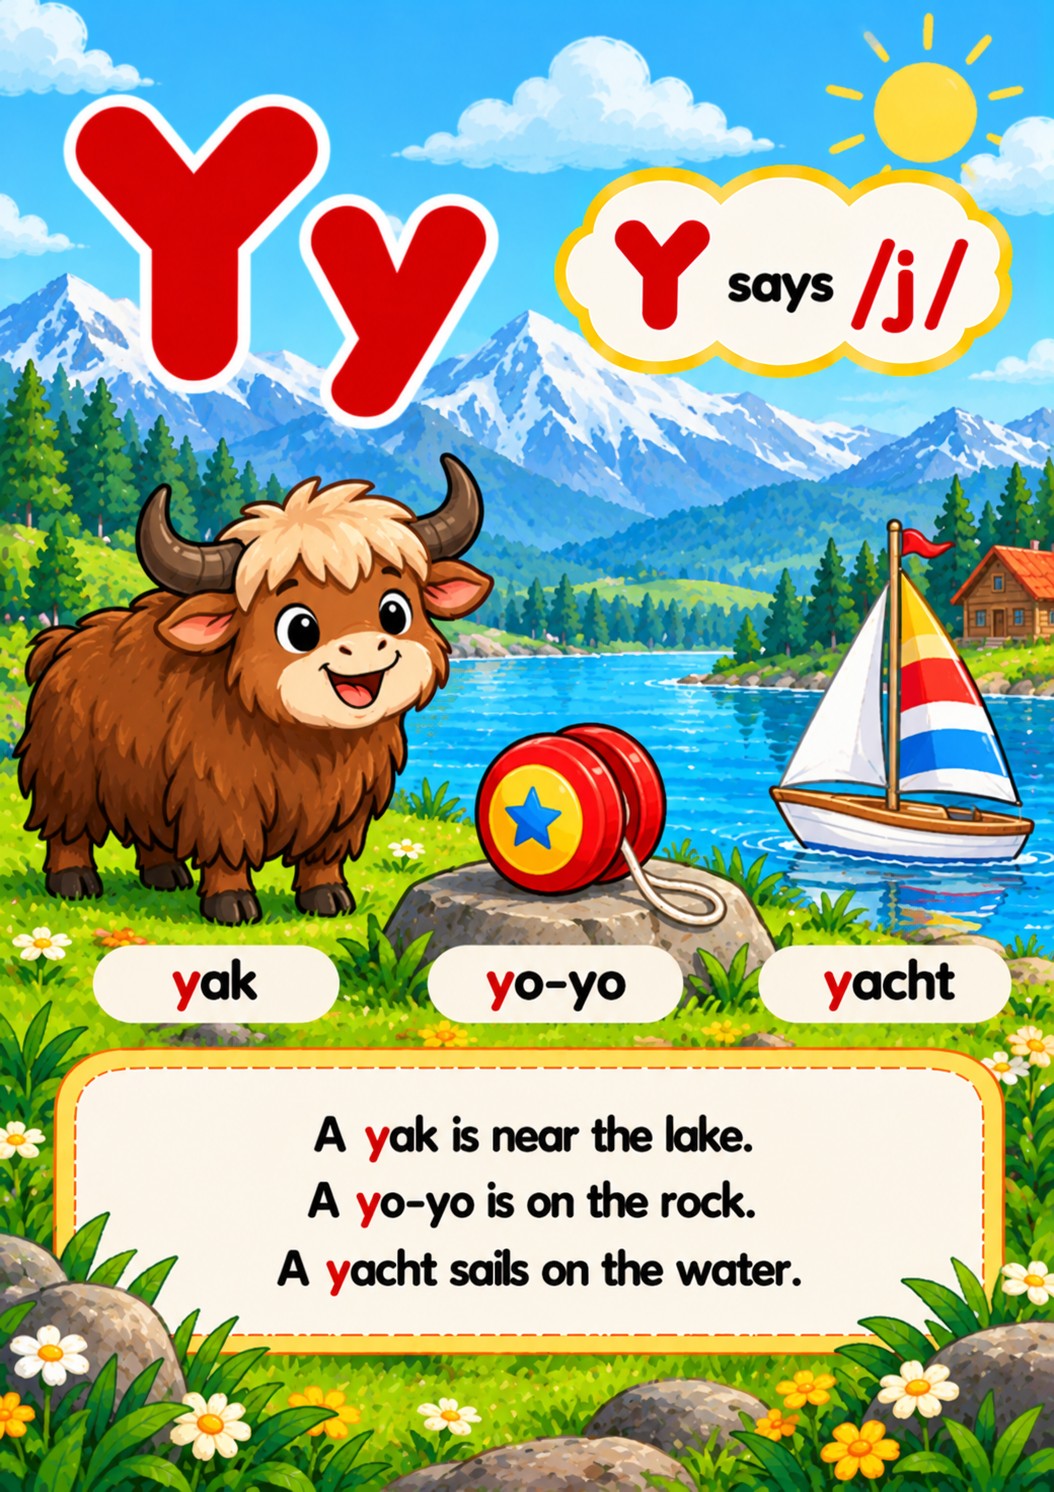 Yy
Y says /j/
yak
yo-yo
yacht
A yak is near the lake.
A yo-yo is on the rock.
A yacht sails on the water.